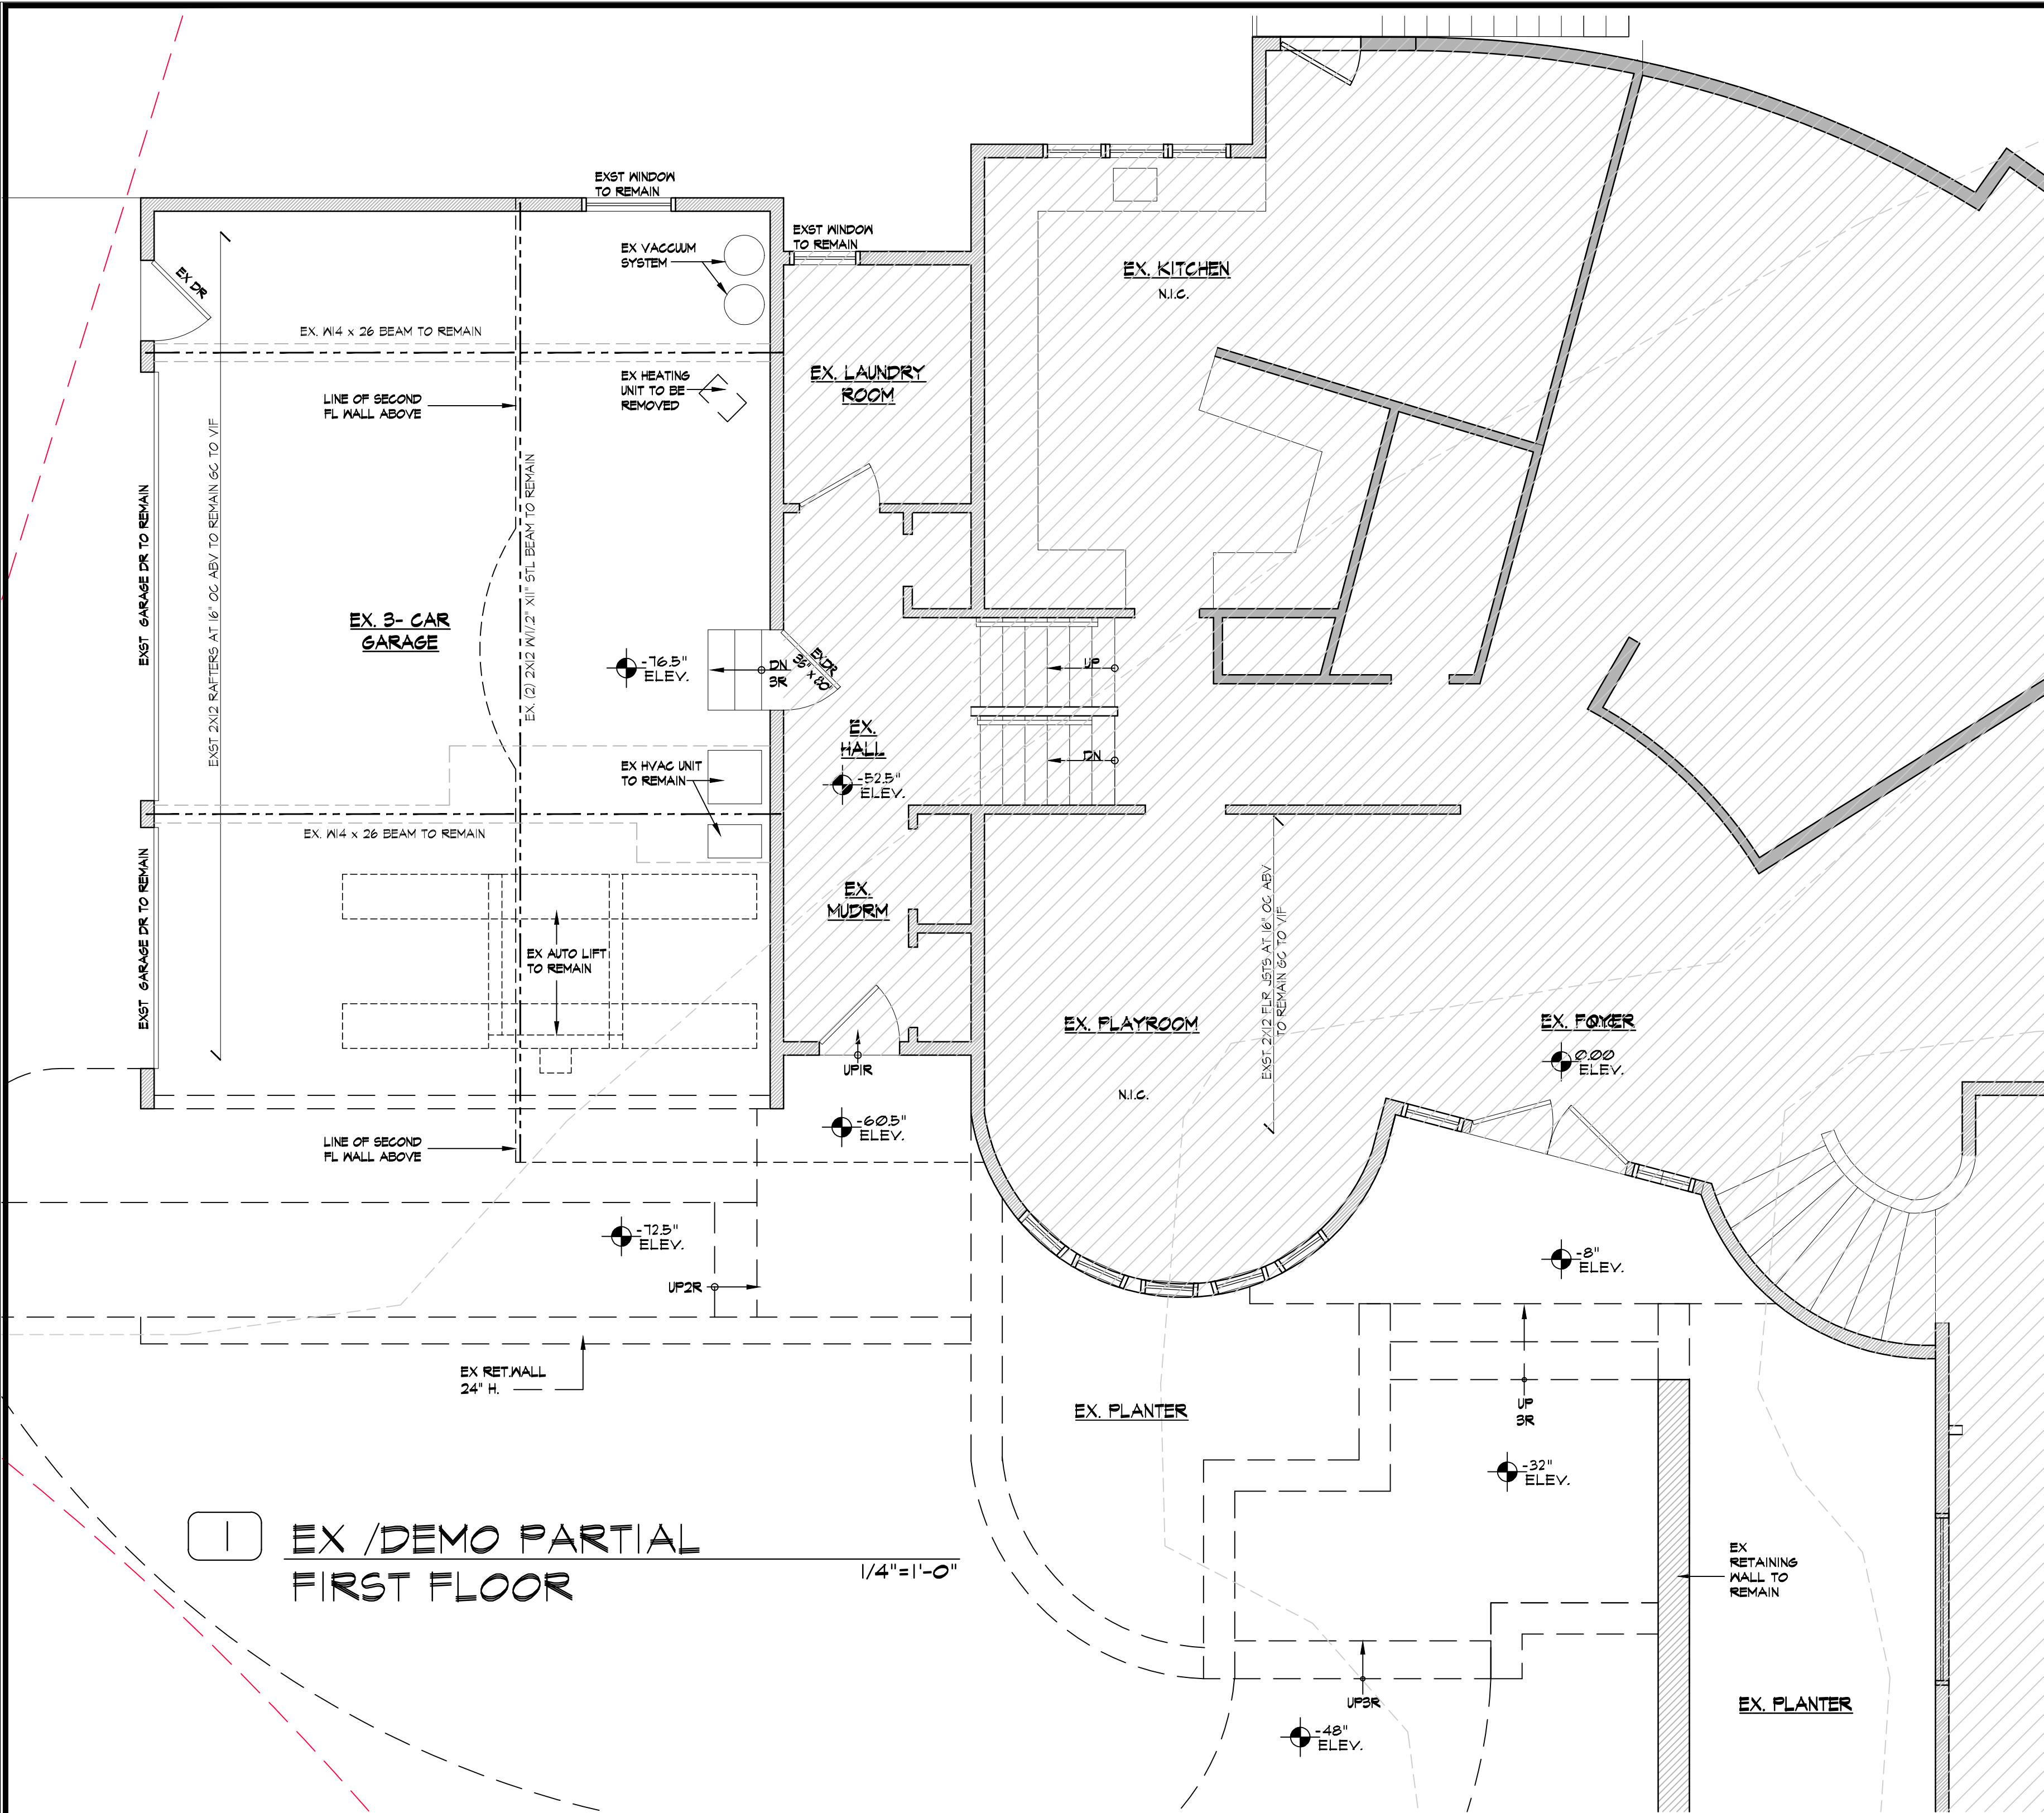 EXST WINDOW
TO REMAIN
EX VACCUUM
SYSTEM
EXST WINDOW
TO REMAIN
EX DR
EX. KITCHEN
N.I.C.
EX. W14 x 26 BEAM TO REMAIN
EX. LAUNDRY
ROOM
EX HEATING
UNIT TO BE
REMOVED
LINE OF SECOND
FL WALL ABOVE
EXST GARAGE DR TO REMAIN
EXST 2X12 RAFTERS AT 16" OC ABV TO REMAIN GC TO VIF
EX. (2) 2X12 W/1/.2" X11" STL BEAM TO REMAIN
EX. 3- CAR
GARAGE
-76.5"
ELEV.
DN
3R
EX.DR
36" x 80"
UP
EX.
HALL
-52.5"
ELEV.
DN
EX HVAC UNIT
TO REMAIN
EX. W14 x 26 BEAM TO REMAIN
EXST GARAGE DR TO REMAIN
EX.
MUDRM
EXST 2X12 FLR JSTS AT 16" OC ABV
TO REMAIN GC TO VIF
EX AUTO LIFT
TO REMAIN
EX. PLAYROOM
N.I.C.
EX. FOYER
0.00
ELEV.
UP1R
-60.5"
ELEV.
LINE OF SECOND
FL WALL ABOVE
-72.5"
ELEV.
UP2R
-8"
ELEV.
EX RET.WALL
24" H.
EX. PLANTER
UP
3R
-32"
ELEV.
1
EX /DEMO PARTIAL
FIRST FLOOR
1/4"=1'-0"
EX
RETAINING
WALL TO
REMAIN
UP3R
-48"
ELEV.
EX. PLANTER